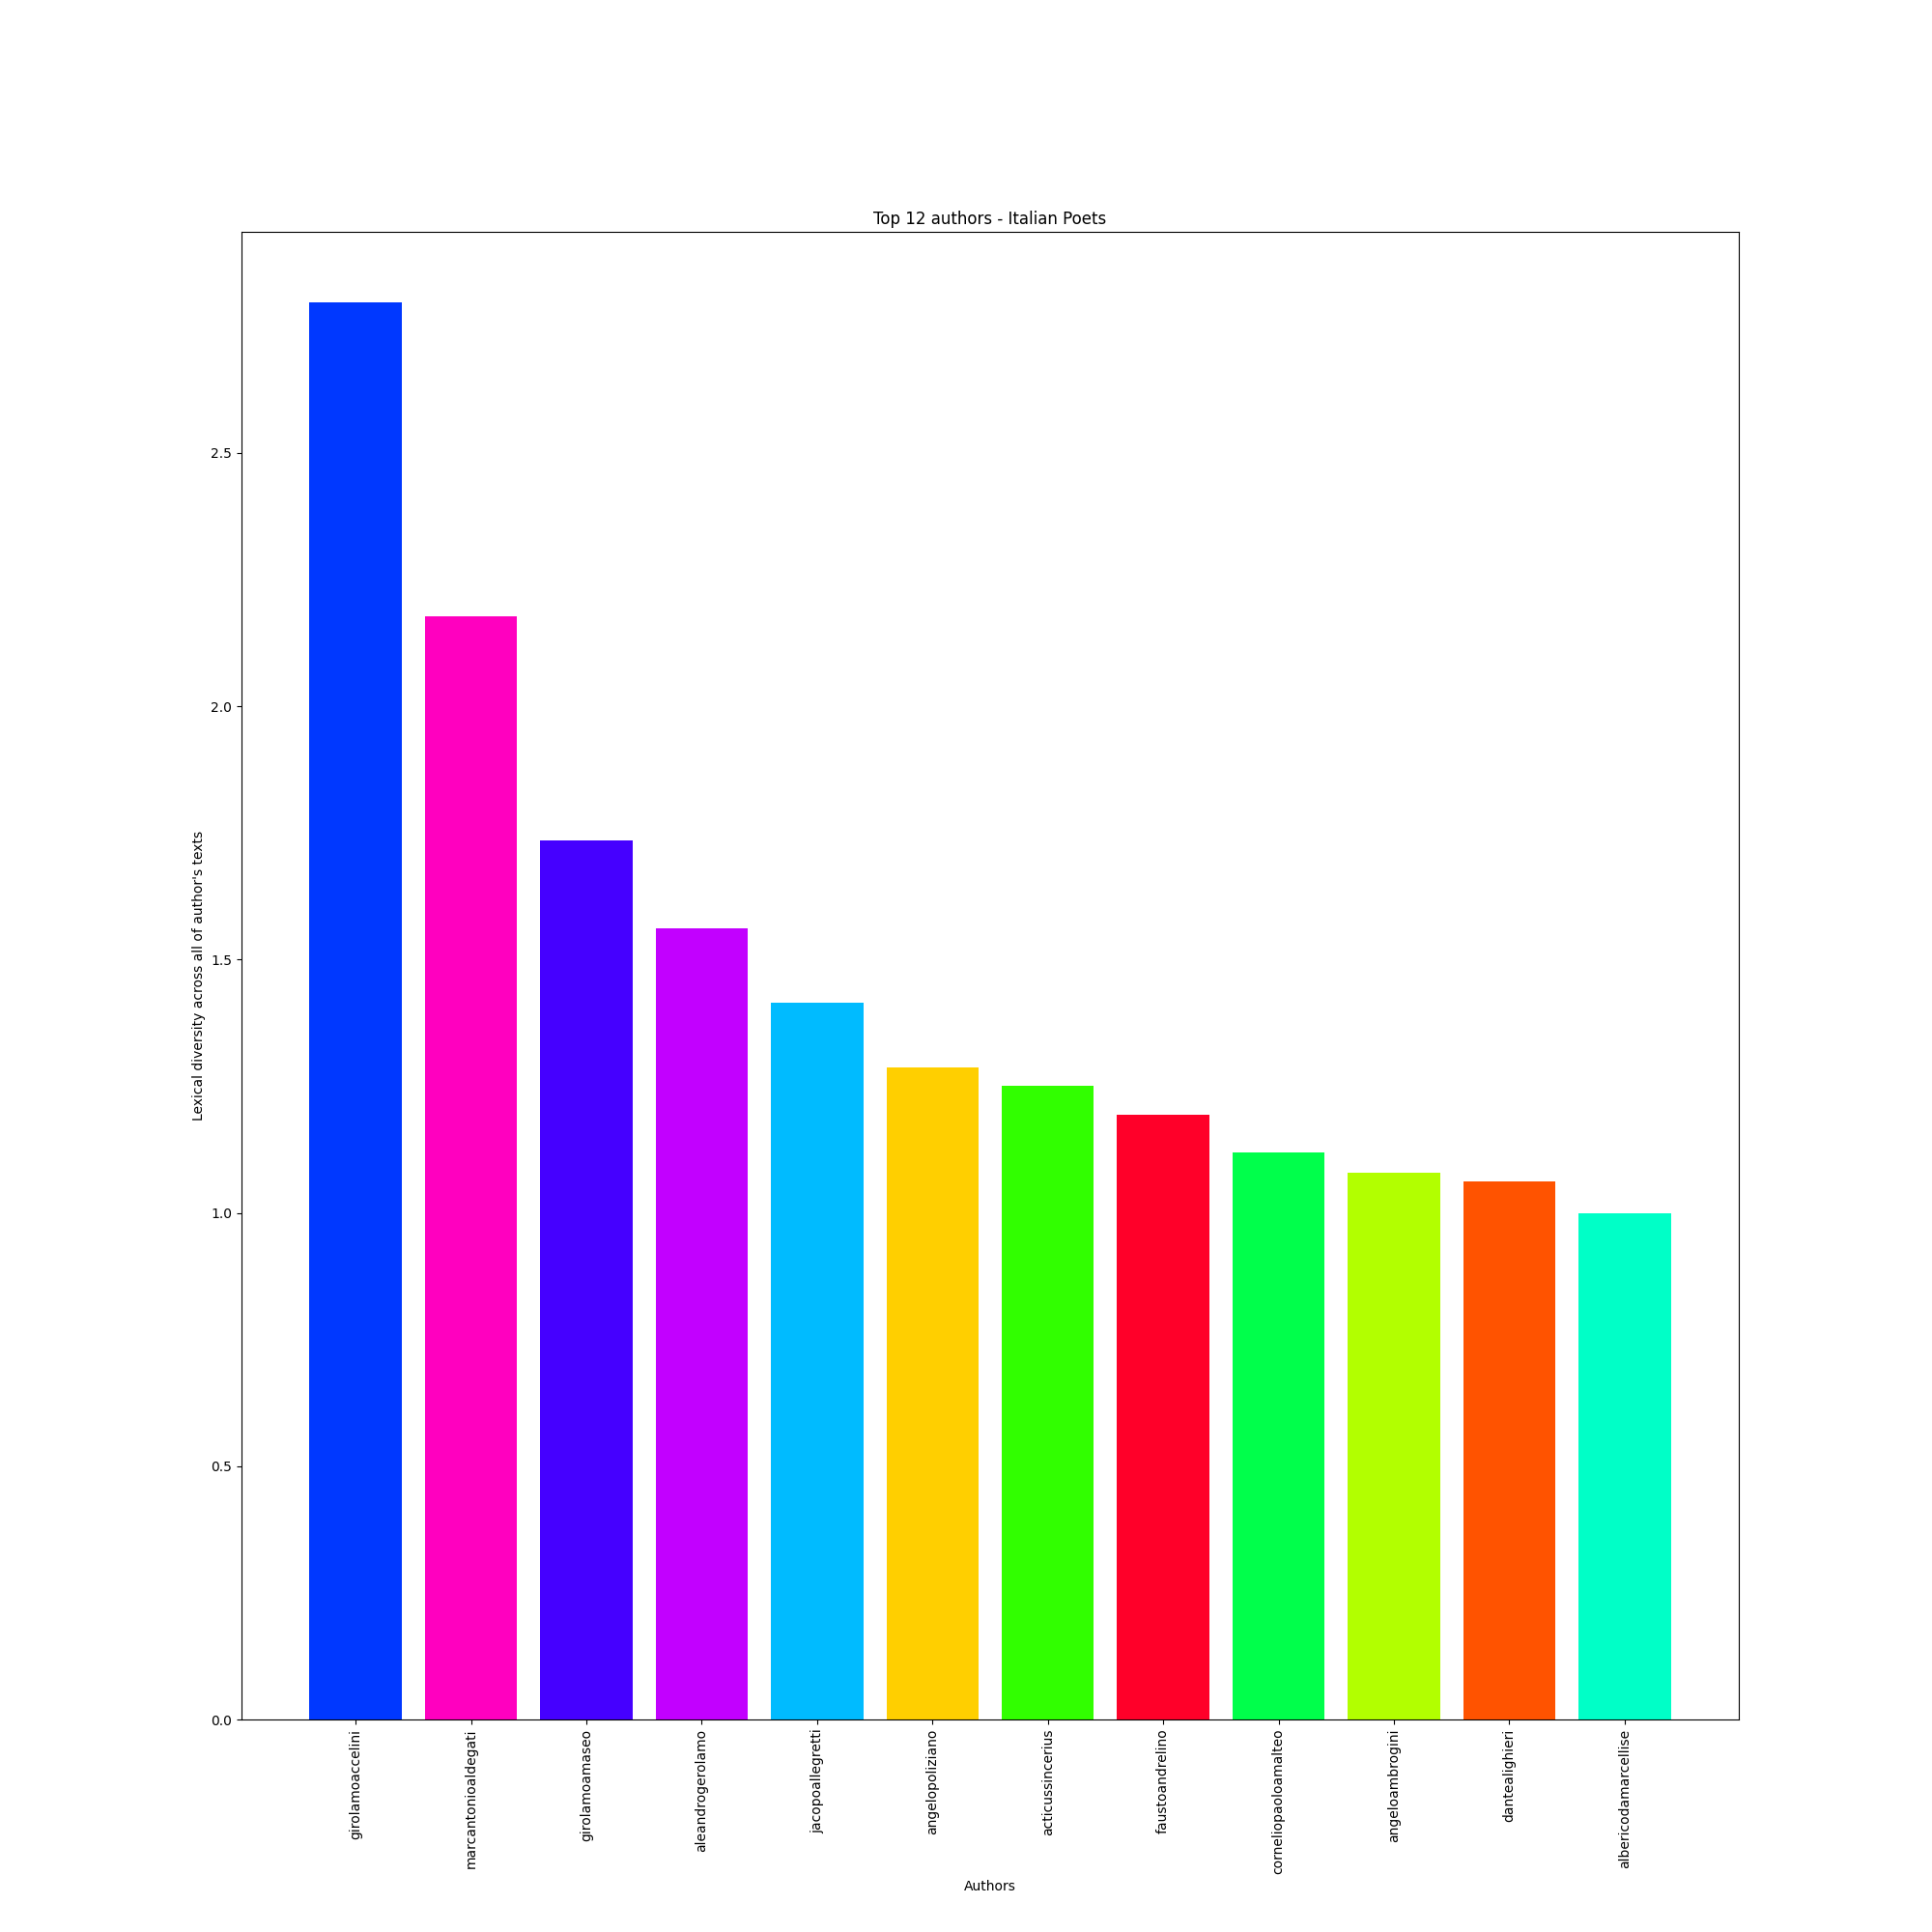 Top 12 authors - Italian Poets
Lexical diversity across all of author's texts
2.5
2.0
1.5
1.0
0.5
0.0
girolamoaccelini
marcantonioaldegati
girolamoamaseo
aleandrogerolamo
jacopoallegretti
angelopoliziano
acticussincerius
faustoandrelino
corneliopaoloamalteo
angeloambrogini
dantealighieri
albericodamarcellise
Authors